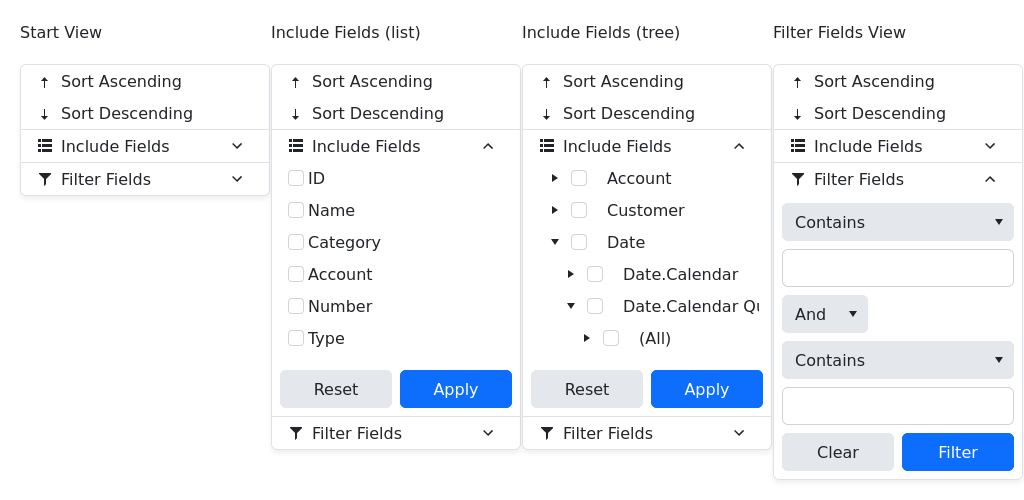 Start View
Sort Ascending
Sort Descending
Include Fields
Filter Fields
Include Fields (list)
Sort Ascending
Sort Descending
Include Fields
ID
Name
Category
Account
Number
Type
Reset
Apply
Filter Fields
Include Fields (tree)
Sort Ascending
Sort Descending
Include Fields
Account
Customer
Date
Date.Calendar
Date.Calendar
(All)
Reset
Apply
Filter Fields
Filter Fields View
Sort Ascending
Sort Descending
Include Fields
Filter Fields
Contains
And
Contains
Clear
Filter